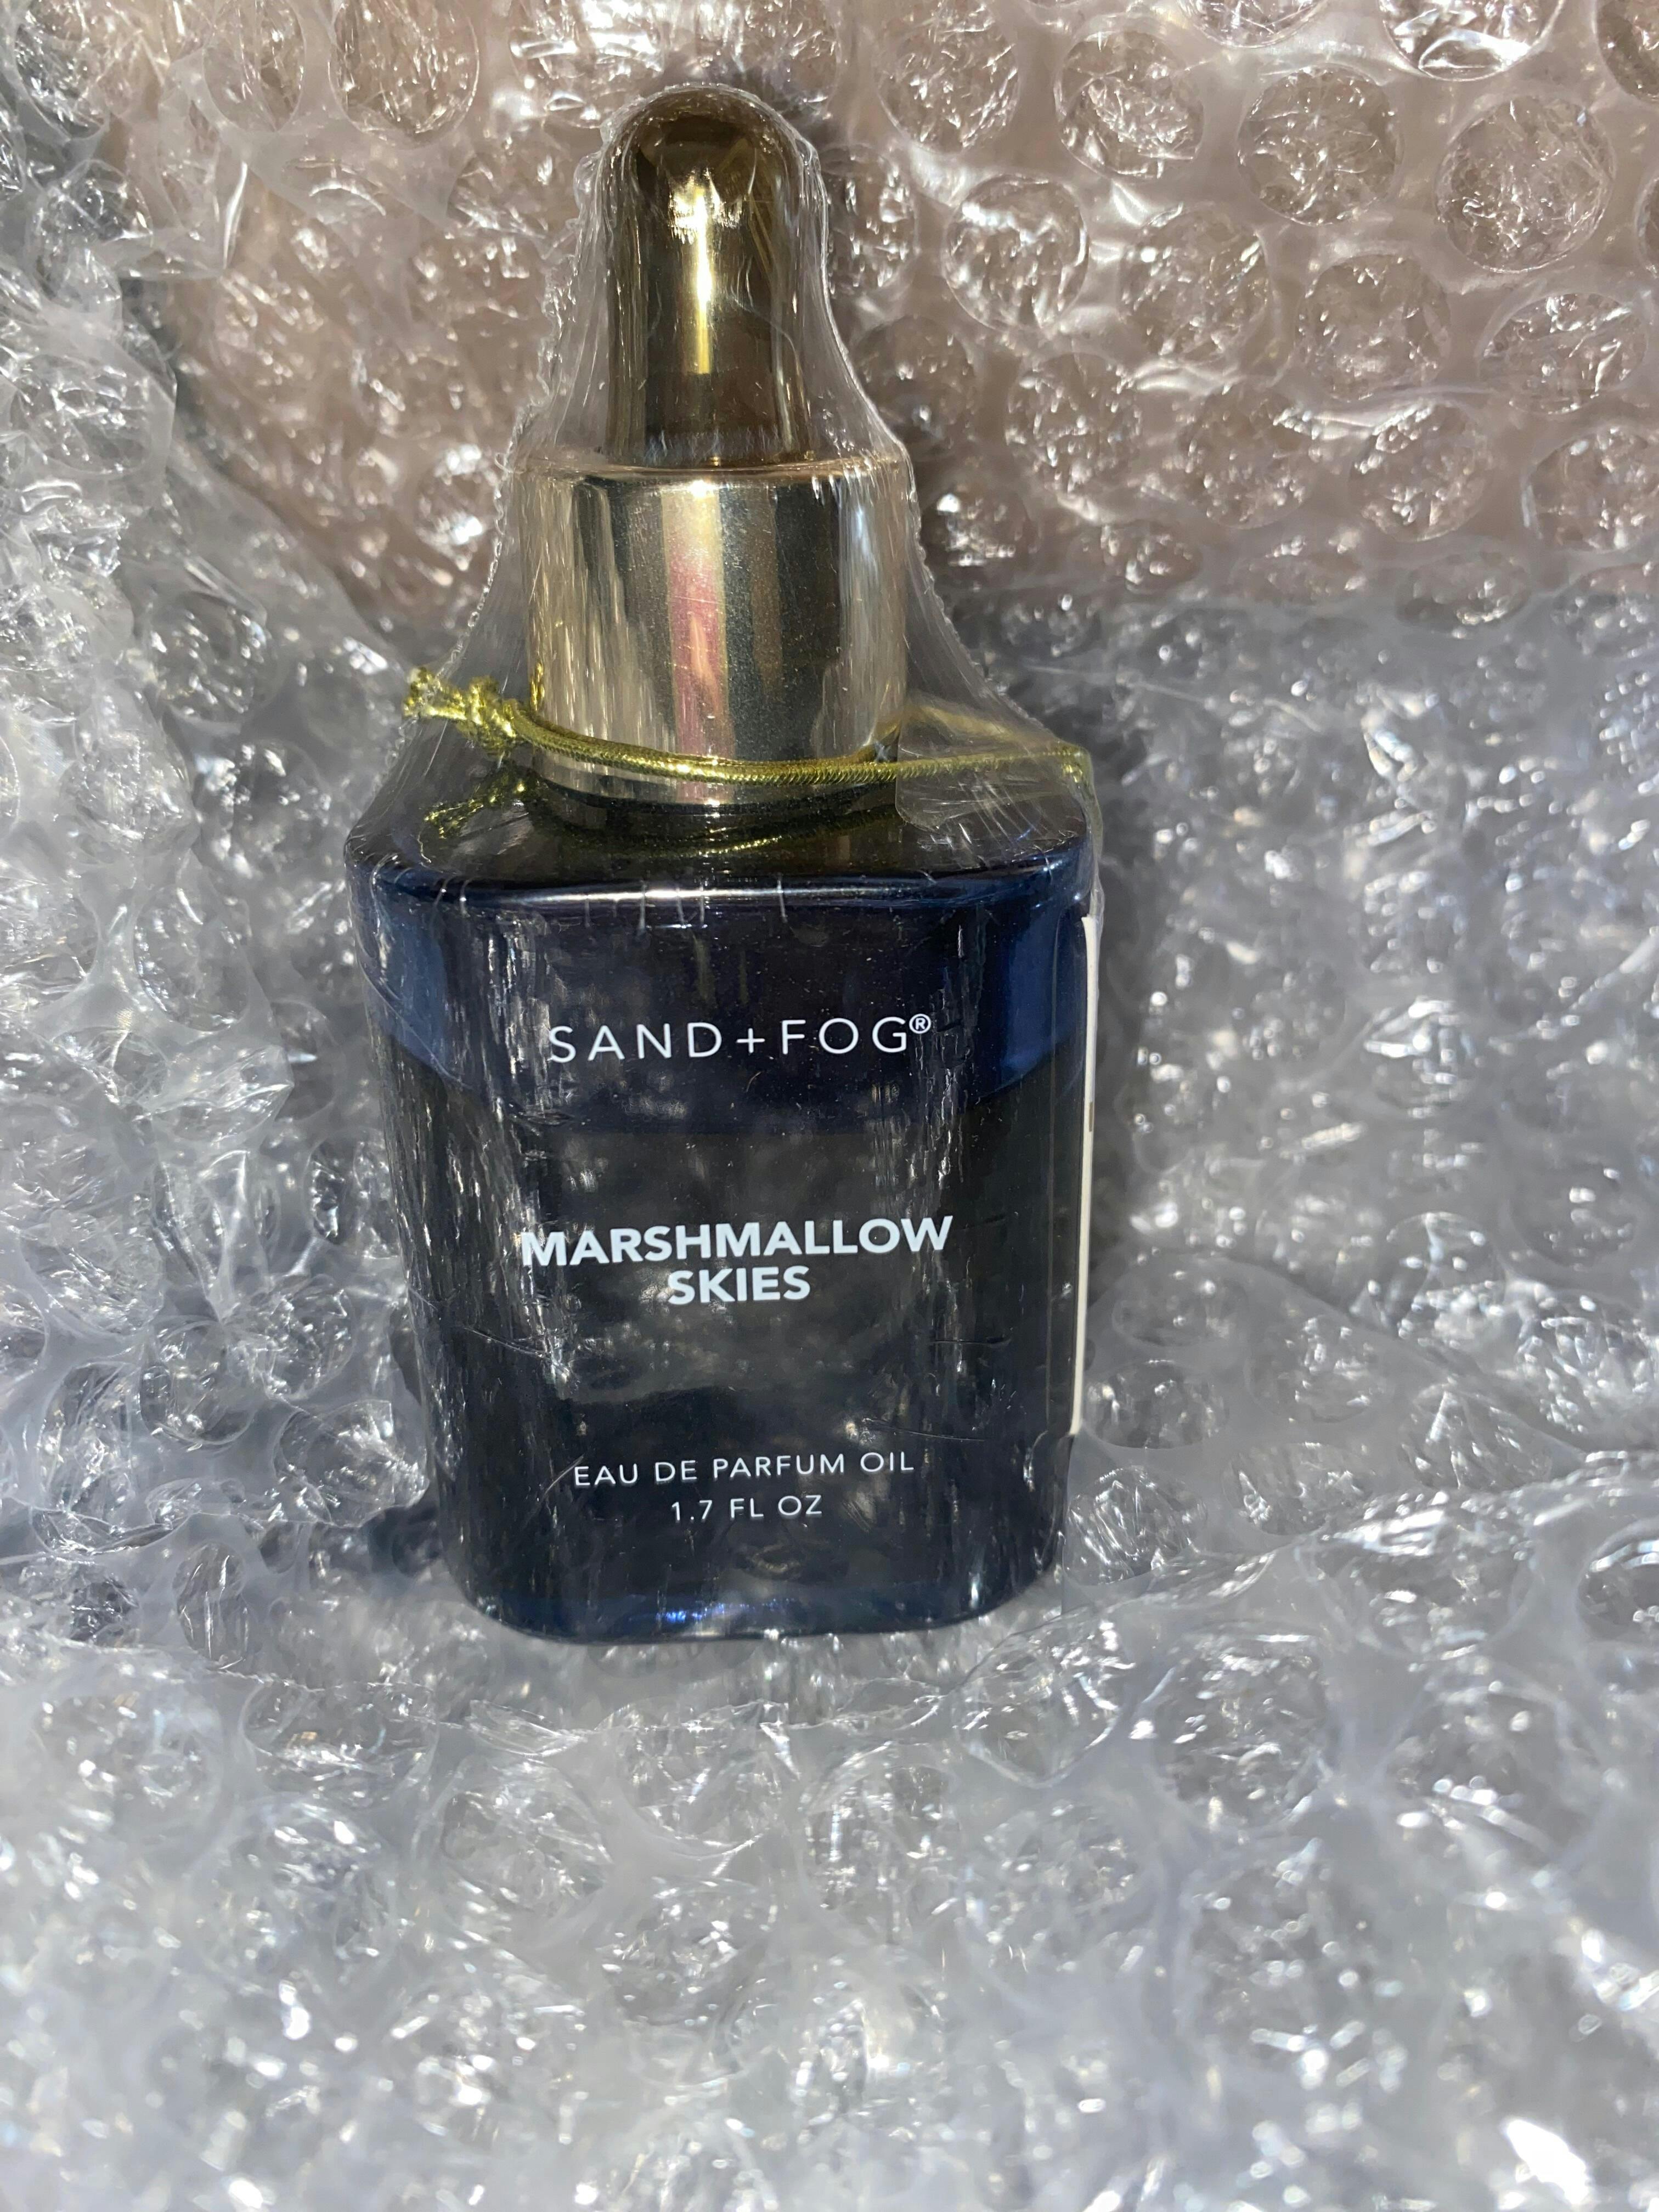 SAND+FOG®
MARSHMALLOW
SKIES
EAU DE PARFUM OIL
1.7 FL OZ